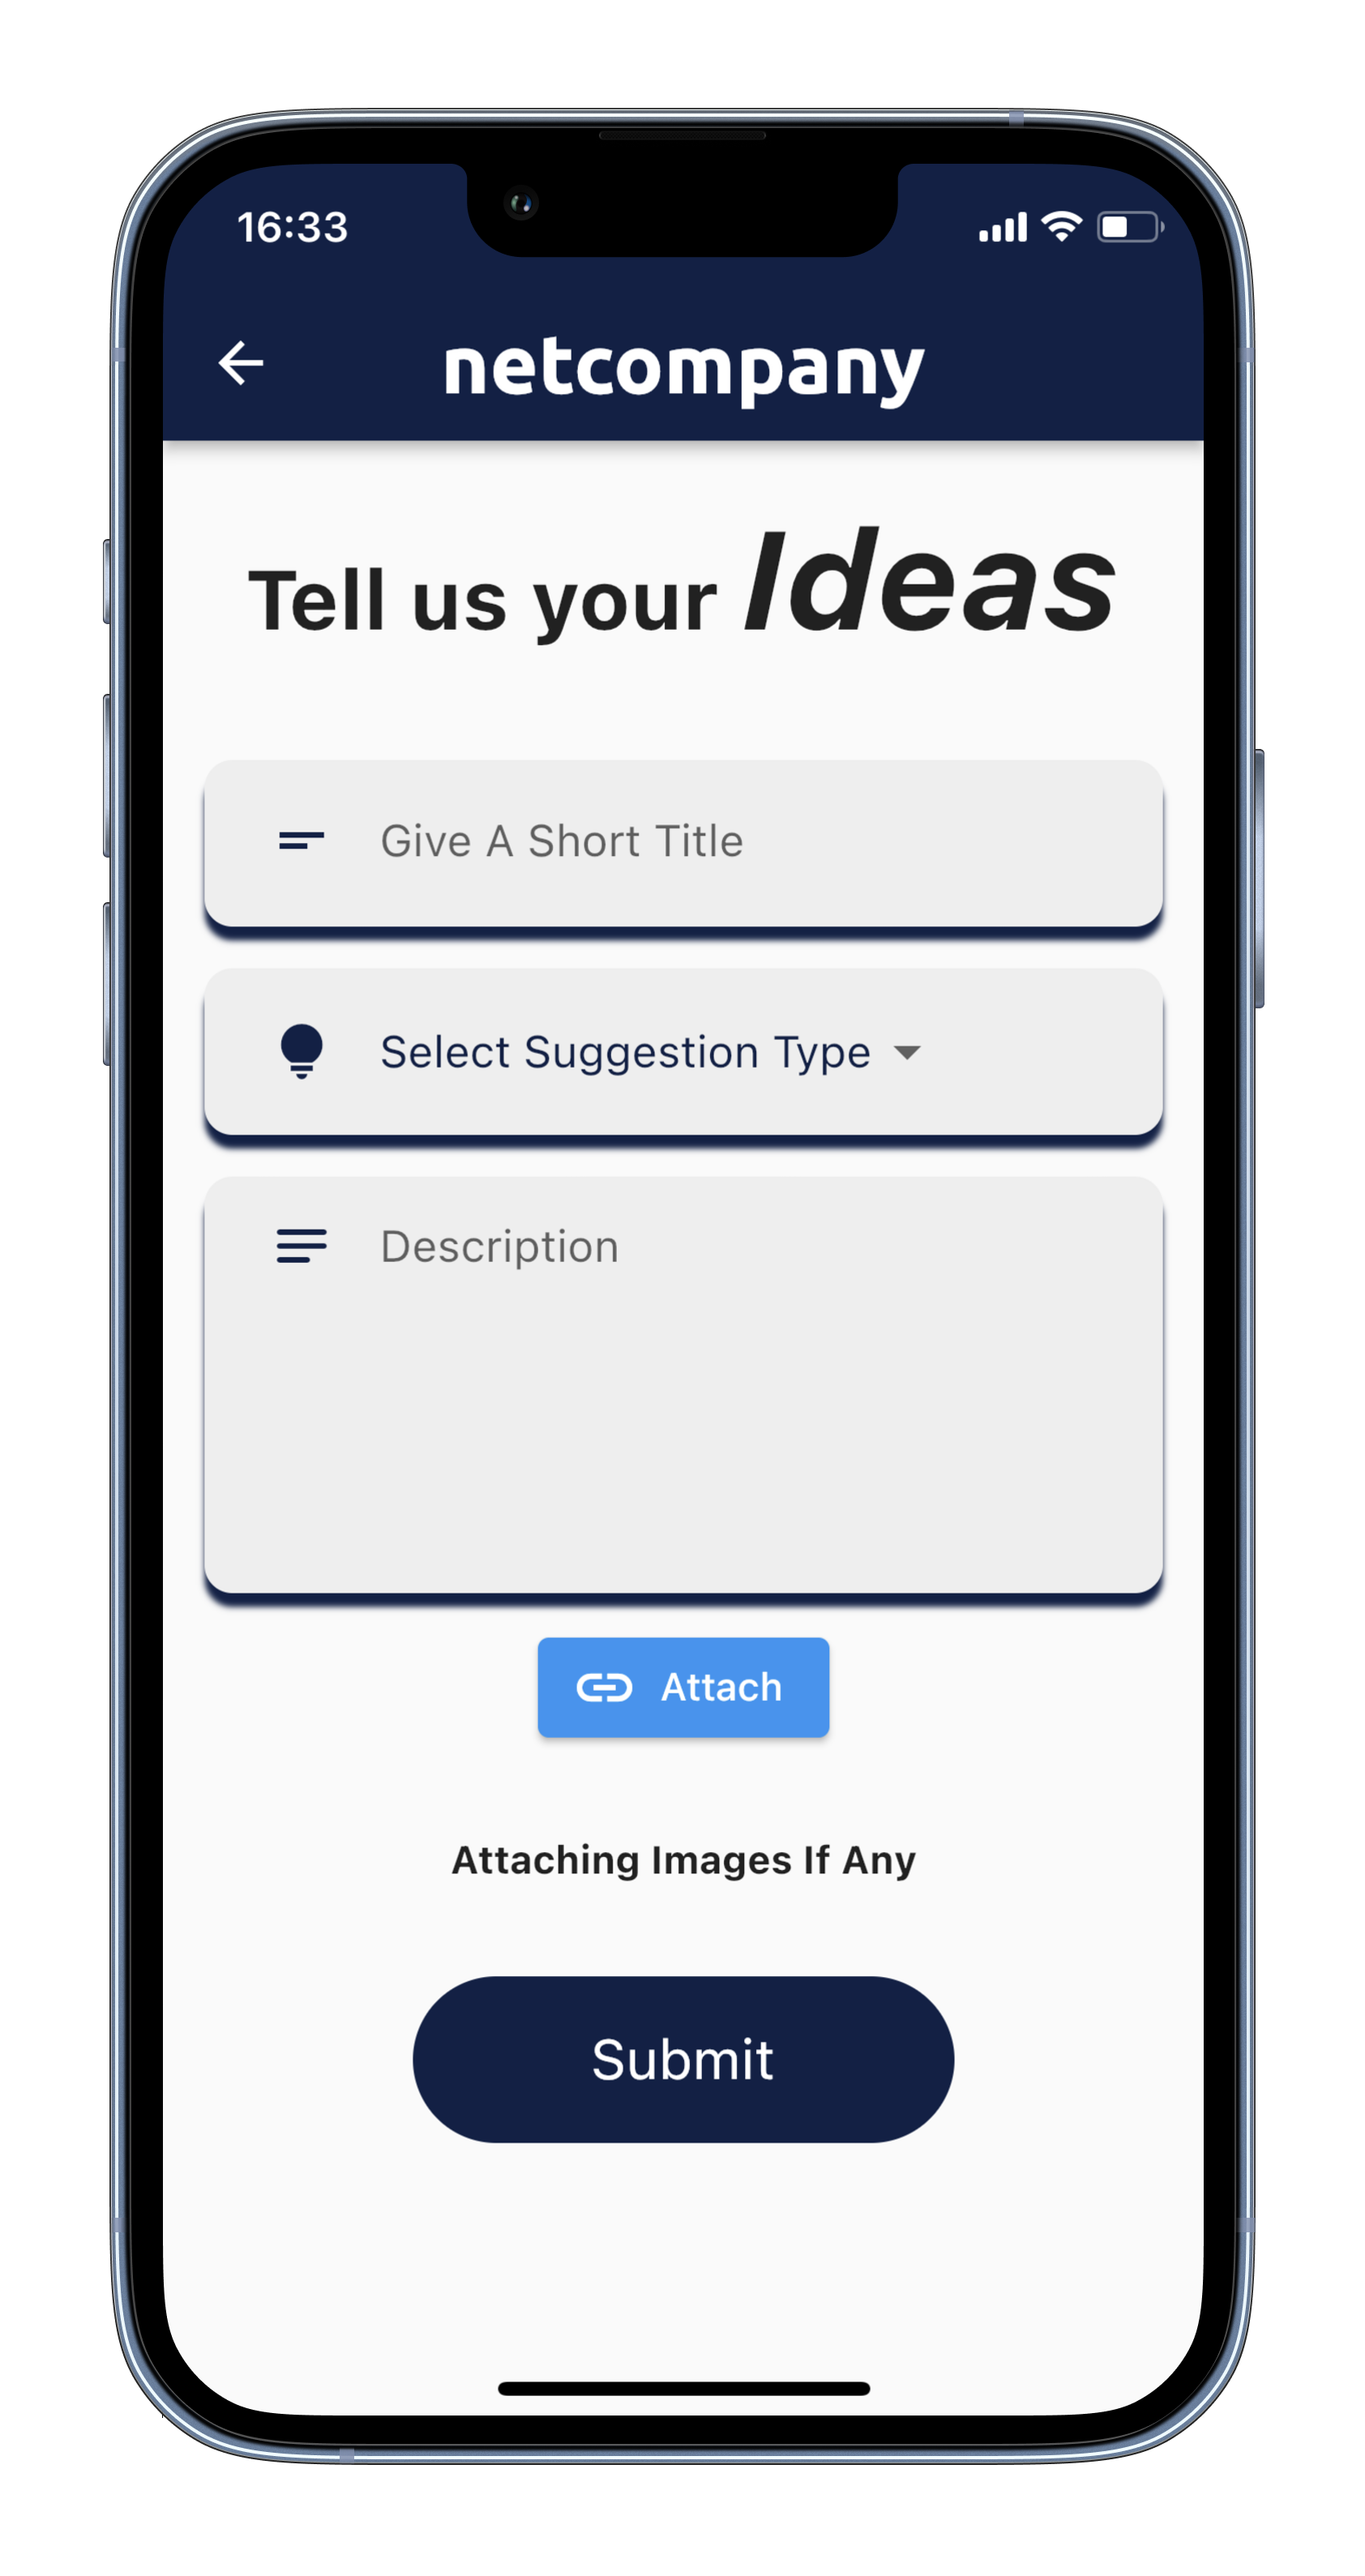 16:33
netcompany
Tell us your Ideas
Give A Short Title
Select Suggestion Type
Description
Attach
Attaching Images If Any
Submit